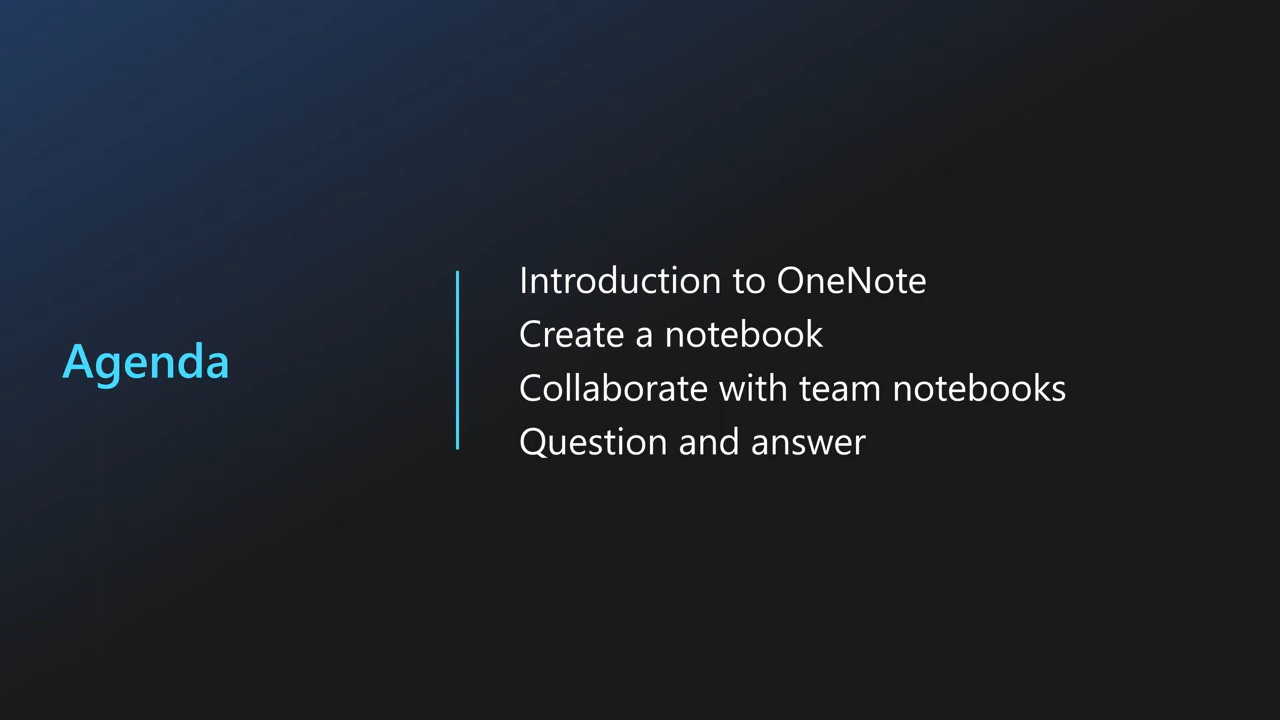 Agenda
Introduction to OneNote
Create a notebook
Collaborate with team notebooks
Question and answer